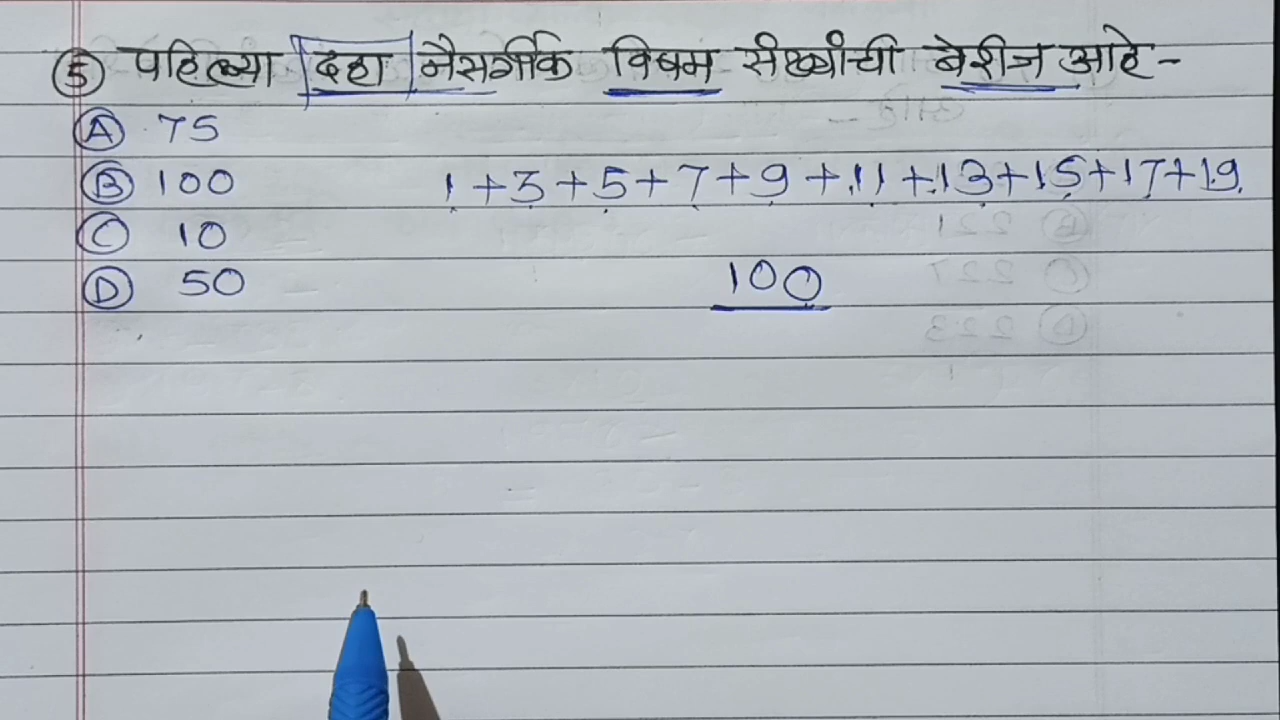 ⑤ पहिल्या दहा नैसर्गीक विषम संख्यांची बेरीज आहे -
Ⓐ 75
Ⓑ 100
1 + 3 + 5 + 7 + 9 + 11 + 13 + 15 + 17 + 19
Ⓒ 10
Ⓓ 50
100